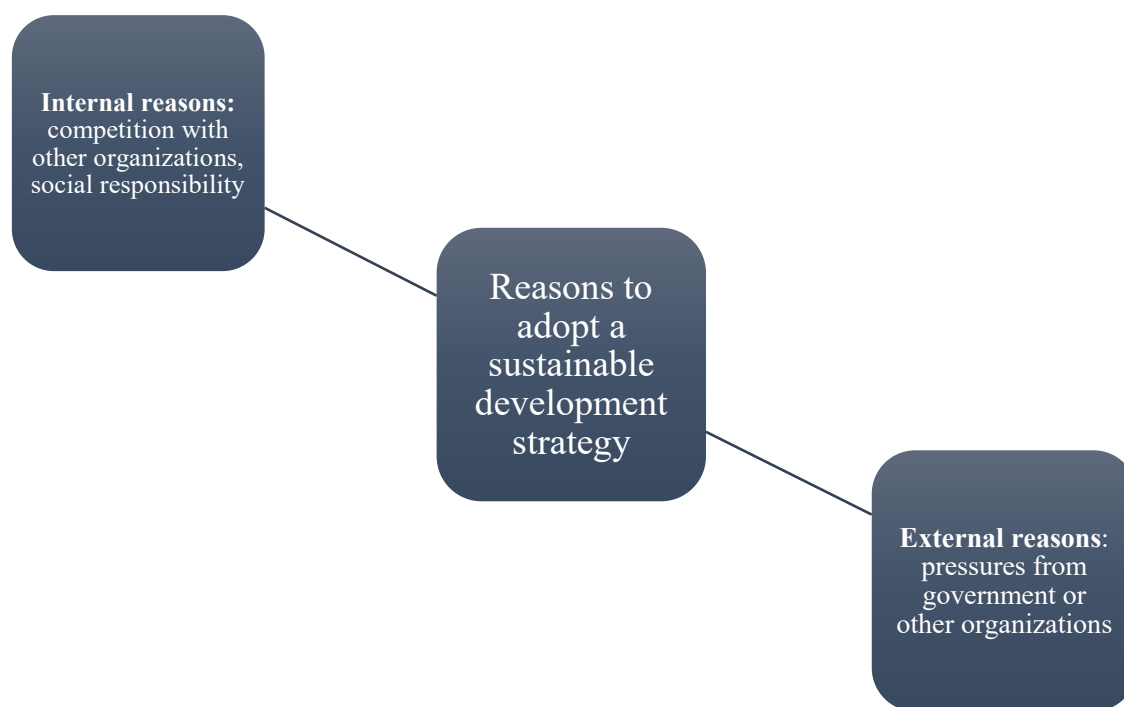 Internal reasons:
competition with
other organizations,
social responsibility
Reasons to
adopt a
sustainable
development
strategy
External reasons:
pressures from
government or
other organizations